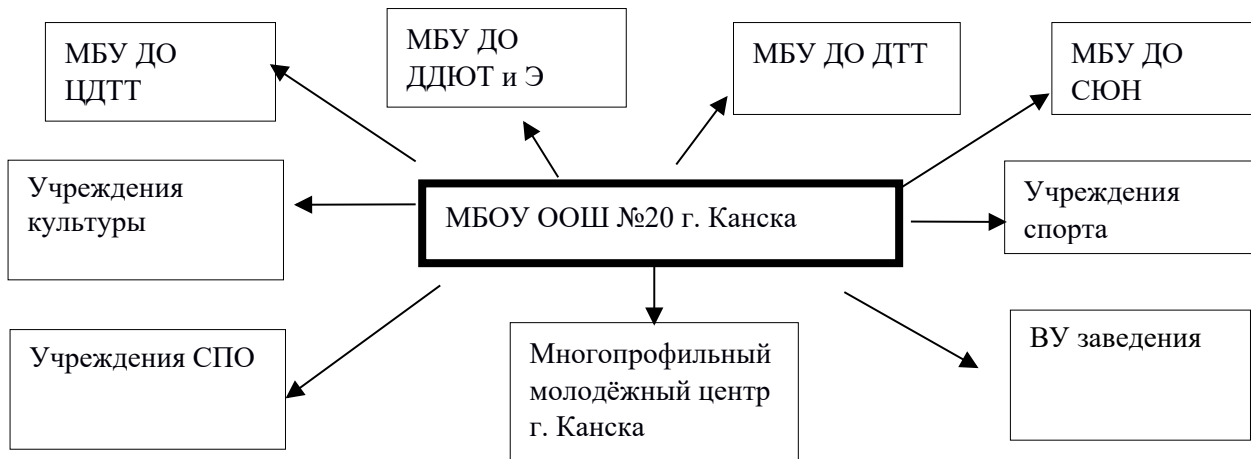 МБУ ДО
ЦДТТ
МБУ ДО
ДДЮТ и Э
МБУ ДО ДТТ
МБУ ДО
СЮН
Учреждения
культуры
МБОУ ООШ №20 г. Канска
Учреждения
спорта
Учреждения СПО
Многопрофильный
молодёжный центр
г. Канска
ВУ заведения